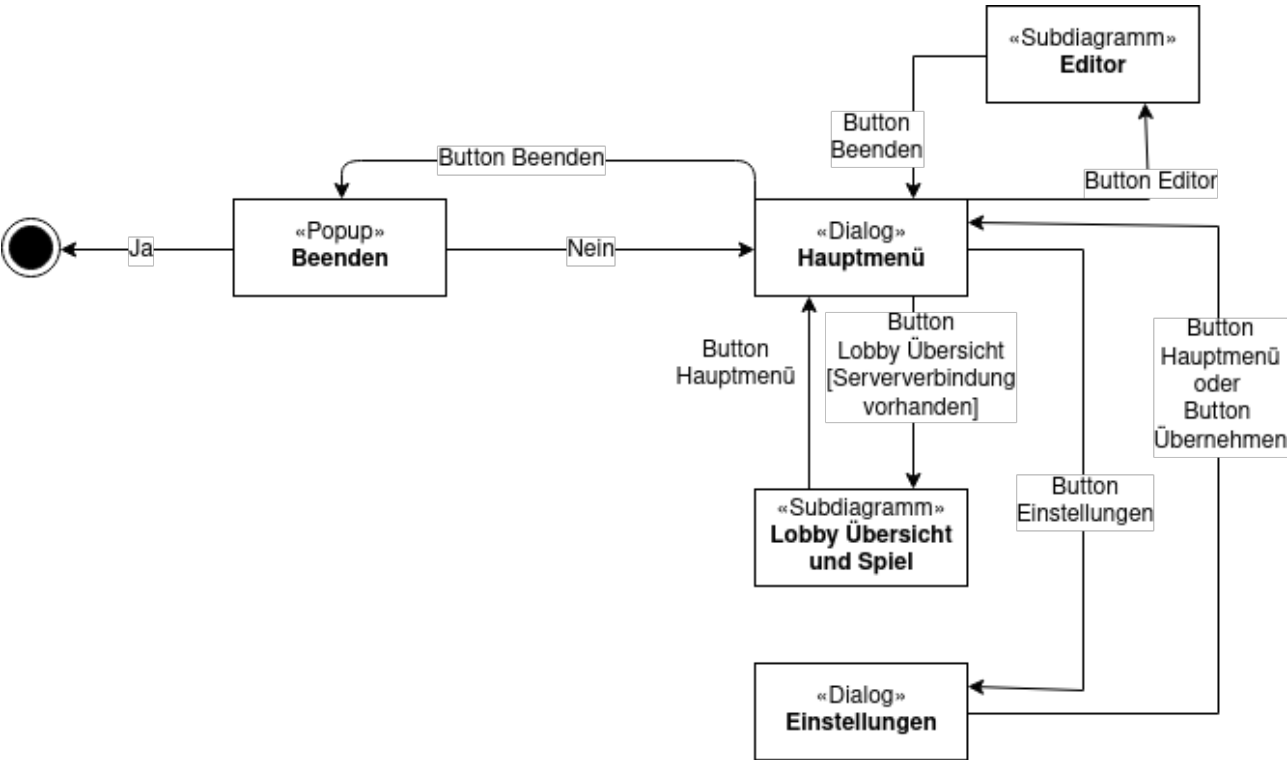 «Subdiagramm»
Editor
Button
Beenden
Button Beenden
Button Editor
«Popup»
Beenden
Ja
Nein
«Dialog»
Hauptmenü
Button
Hauptmenü
Button
Lobby Übersicht
[Serververbindung
vorhanden]
Button
Hauptmenü
oder
Button
Übernehmen
Button
Einstellungen
«Subdiagramm»
Lobby Übersicht
und Spiel
«Dialog»
Einstellungen